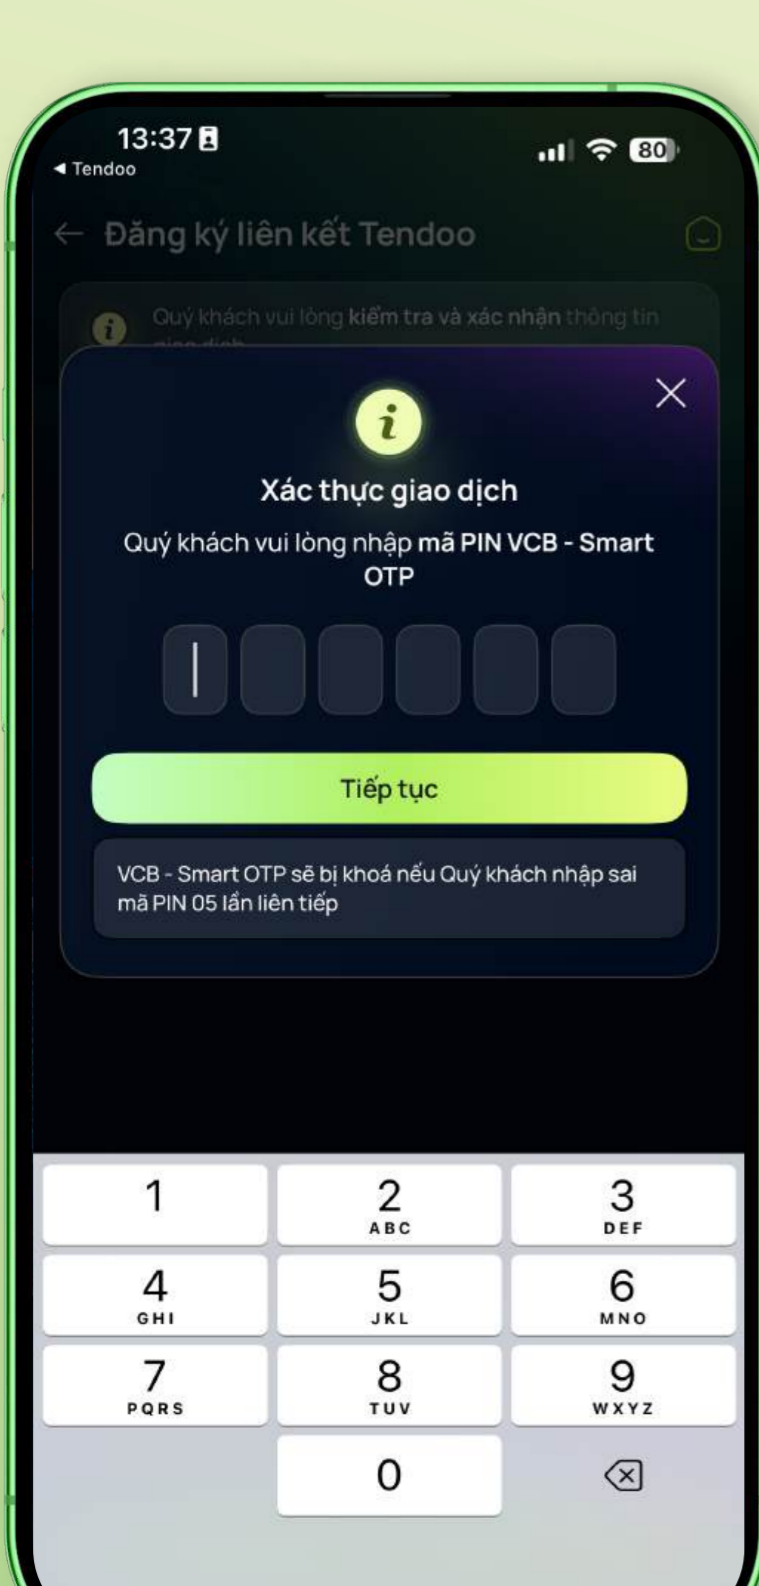 13:37
80
◀ Tendoo
← Đăng ký liên kết Tendoo
i
Quý khách vui lòng kiểm tra và xác nhận thông tin
giao dịch
i
Xác thực giao dịch
Quý khách vui lòng nhập mã PIN VCB - Smart
OTP
Tiếp tục
VCB - Smart OTP sẽ bị khoá nếu Quý khách nhập sai
mã PIN 05 lần liên tiếp
1
2
3
ABC
DEF
4
5
6
GHI
JKL
MNO
7
8
9
PQRS
TUV
WXYZ
0